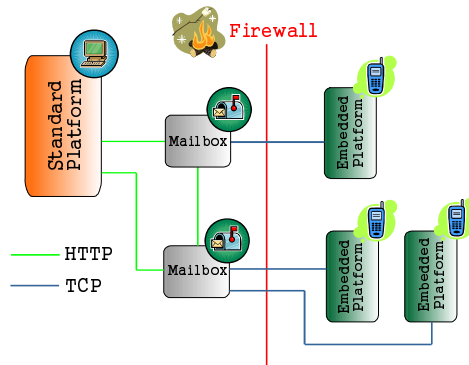 Firewall
Standard
Platform
Mailbox
Embedded
Platform
Mailbox
Embedded
Platform
Embedded
Platform
HTTP
TCP